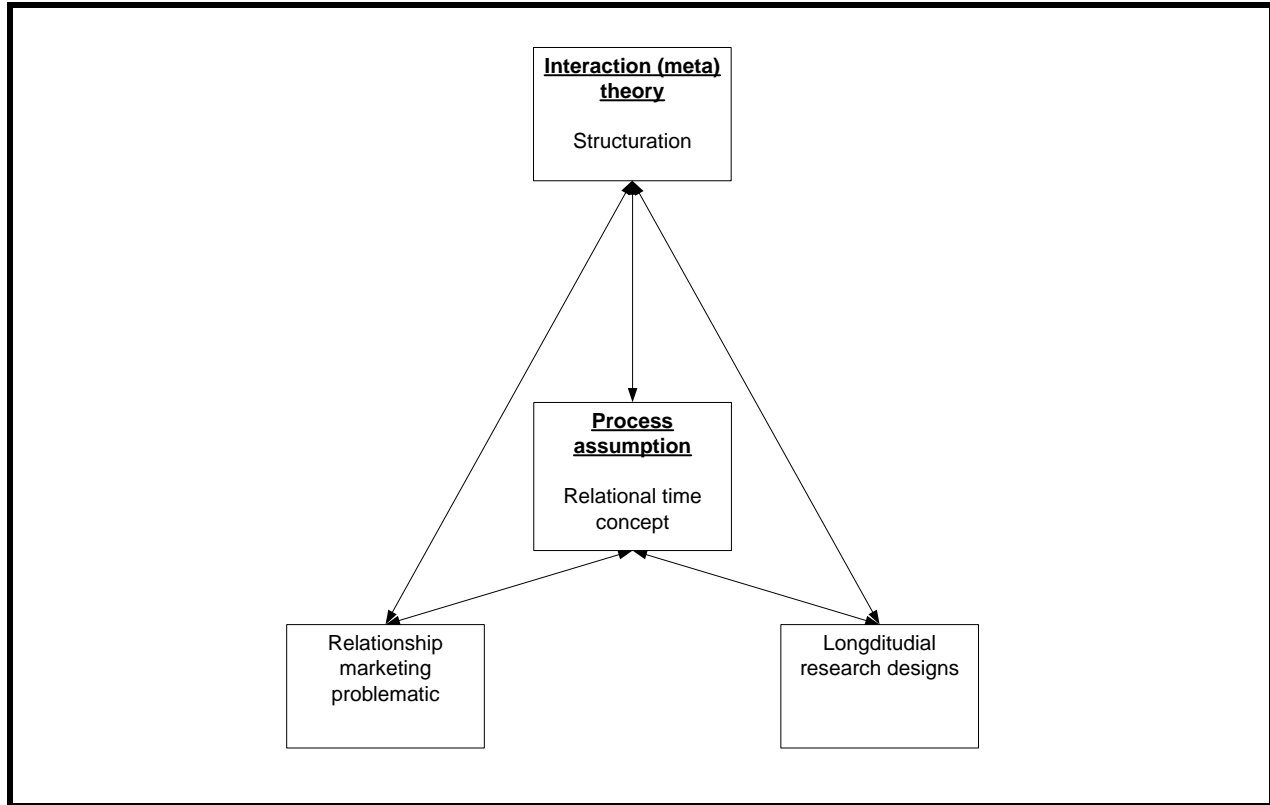 Interaction (meta)
theory
Structuration
Process
assumption
Relational time
concept
Relationship
marketing
problematic
Longditudial
research designs